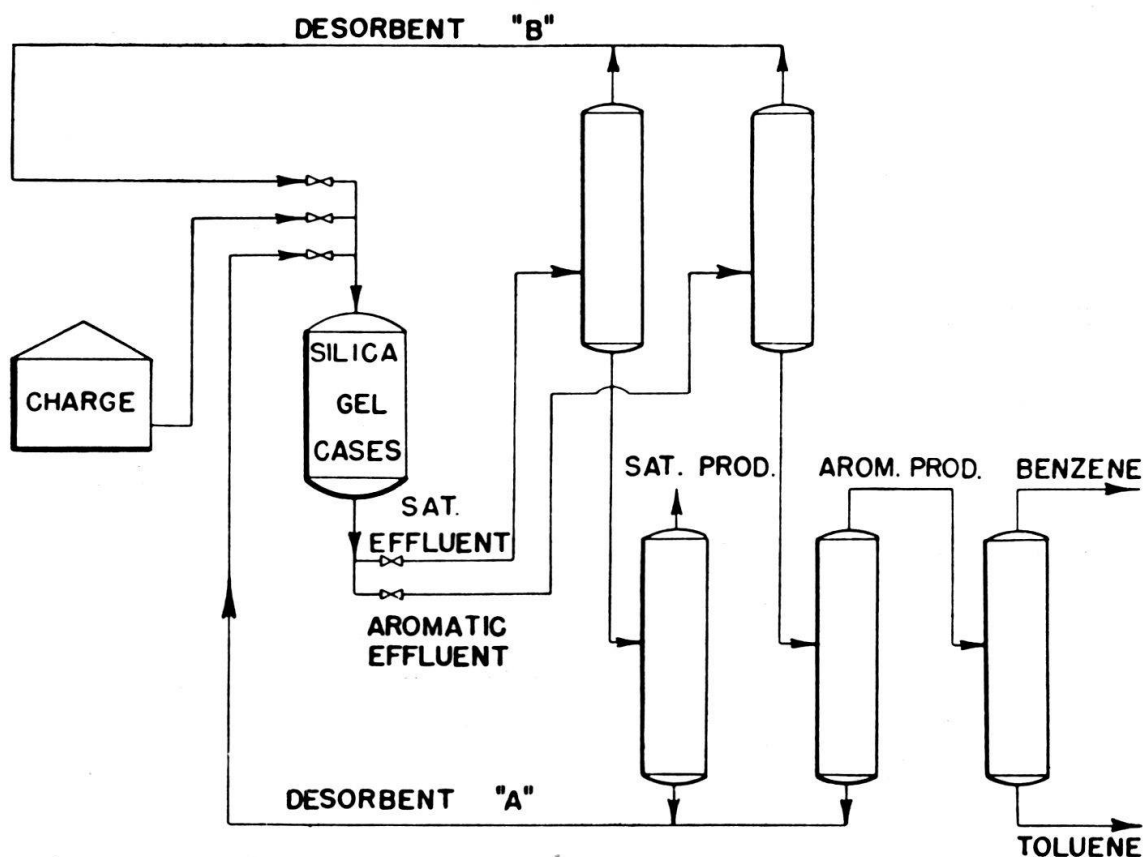 DESORBENT "B"
CHARGE
SILICA
GEL
CASES
SAT.
EFFLUENT
AROMATIC
EFFLUENT
SAT. PROD.
AROM. PROD.
BENZENE
DESORBENT "A"
TOLUENE